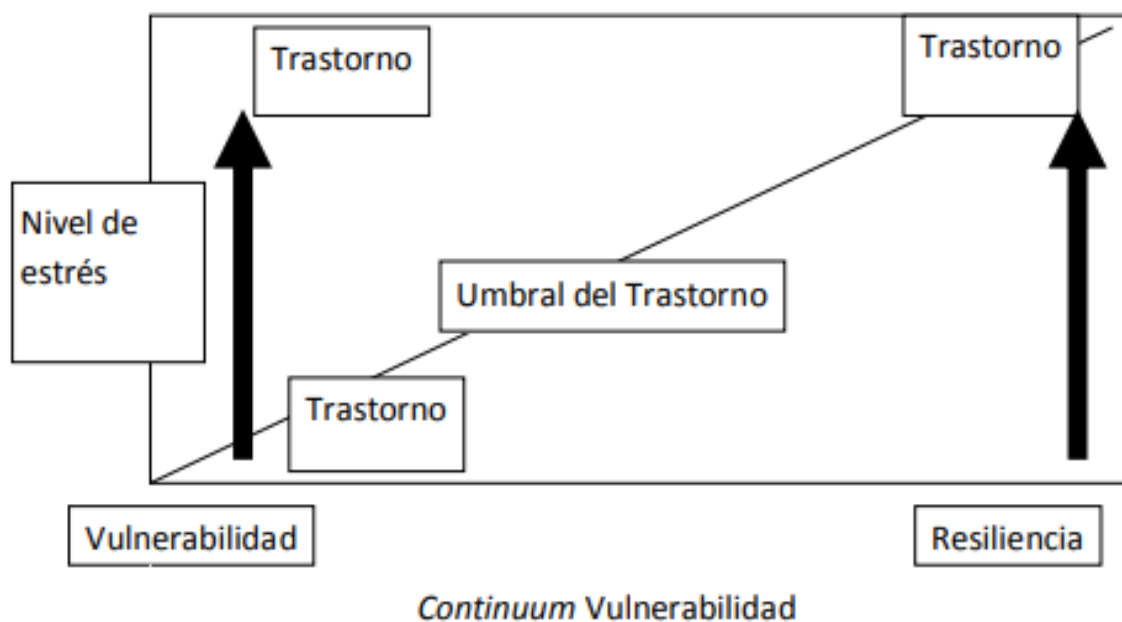 Trastorno
Trastorno
Nivel de
estrés
Umbral del Trastorno
Trastorno
Vulnerabilidad
Resiliencia
Continuum Vulnerabilidad